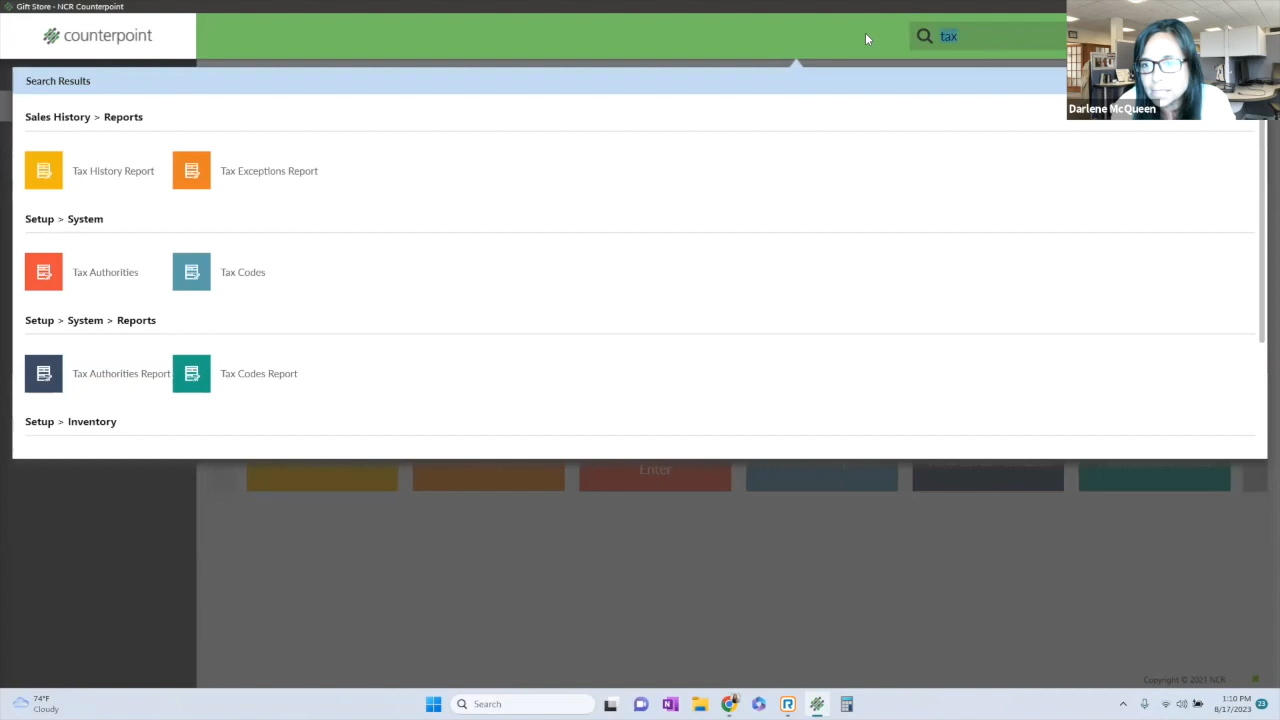 Gift Store - NCR Counterpoint
counterpoint
tax
Search Results
Darlene McQueen
Sales History > Reports
Tax History Report
Tax Exceptions Report
Setup > System
Tax Authorities
Tax Codes
Setup > System > Reports
Tax Authorities Report
Tax Codes Report
Setup > Inventory
Enter
Copyright © 2021 NCR
74°F
Cloudy
Search
1:10 PM
8/17/2023
23